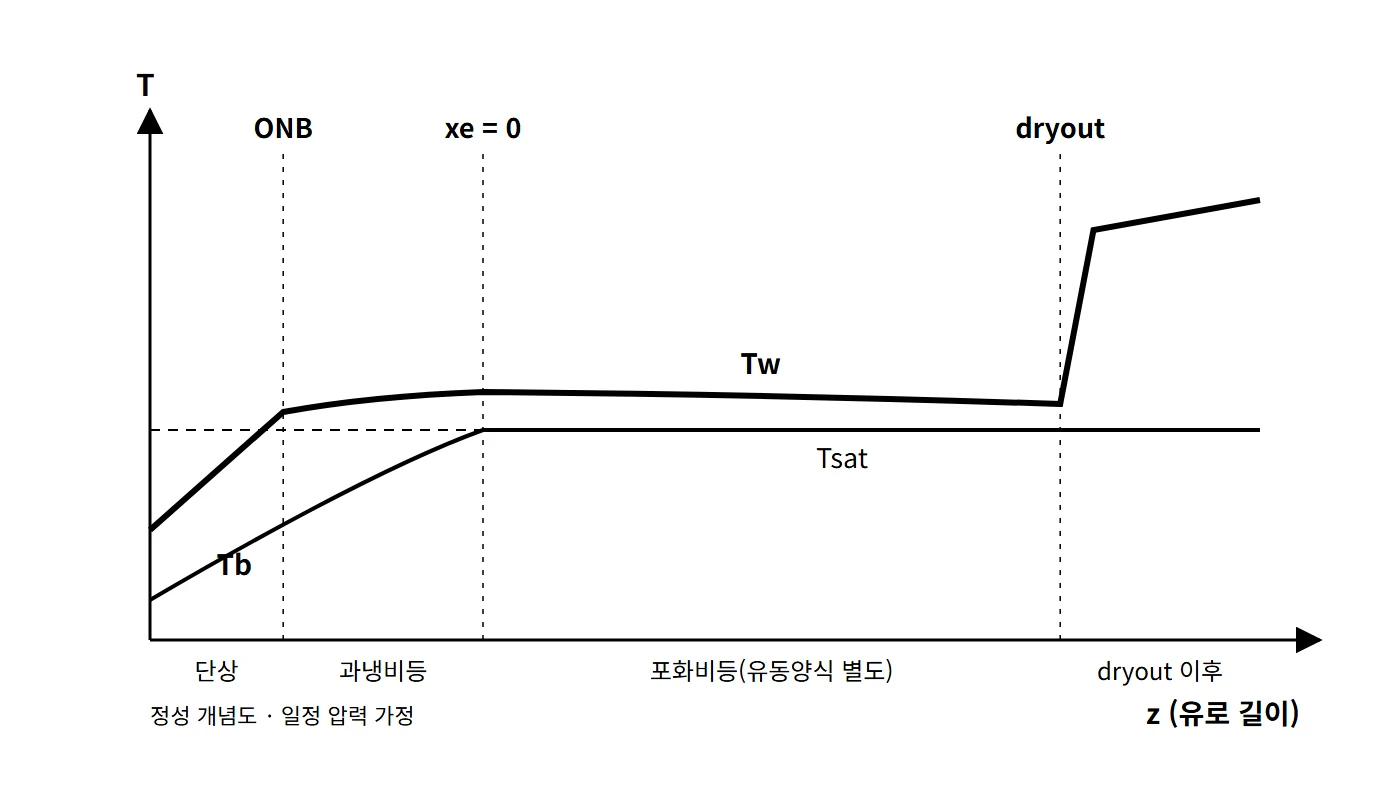 T
ONB
xe = 0
dryout
Tw
Tsat
Tb
단상
과냉비등
포화비등(유동양식 별도)
dryout 이후
정성 개념도 · 일정 압력 가정
z (유로 길이)